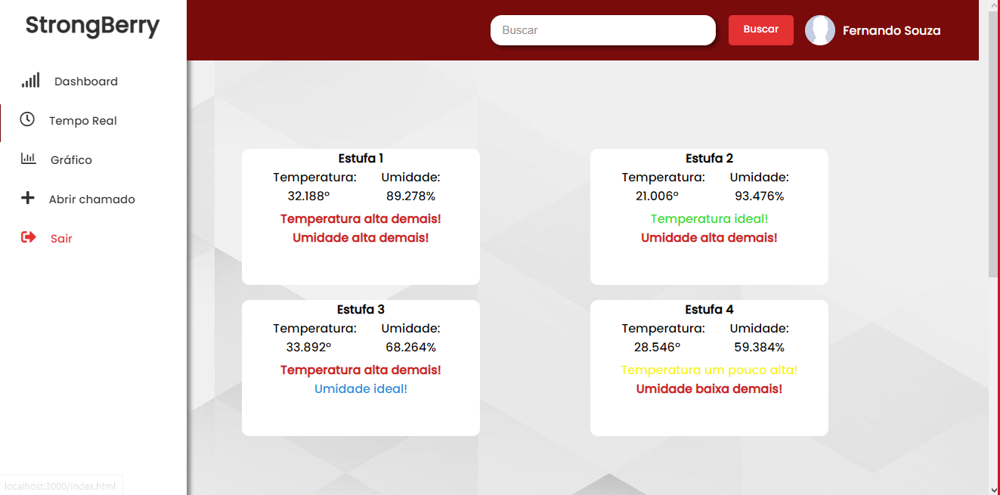 StrongBerry
Buscar
Buscar
Fernando Souza
Dashboard
Tempo Real
Gráfico
Abrir chamado
Sair
Estufa 1
Temperatura: Umidade:
32.188º 89.278%
Temperatura alta demais!
Umidade alta demais!
Estufa 2
Temperatura: Umidade:
21.006º 93.476%
Temperatura ideal!
Umidade alta demais!
Estufa 3
Temperatura: Umidade:
33.892º 68.264%
Temperatura alta demais!
Umidade ideal!
Estufa 4
Temperatura: Umidade:
28.546º 59.384%
Temperatura um pouco alta!
Umidade baixa demais!
localhost:3000/index.html